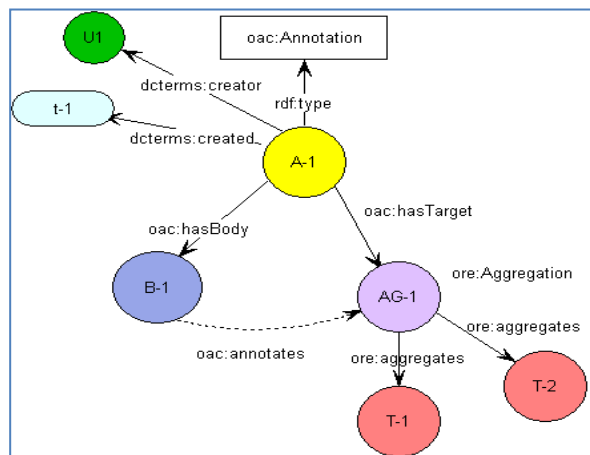 U1
oac:Annotation
dcterms:creator
t-1
rdf:type
dcterms:created
A-1
oac:hasTarget
oac:hasBody
ore:Aggregation
B-1
AG-1
ore:aggregates
oac:annotates
ore:aggregates
T-2
T-1